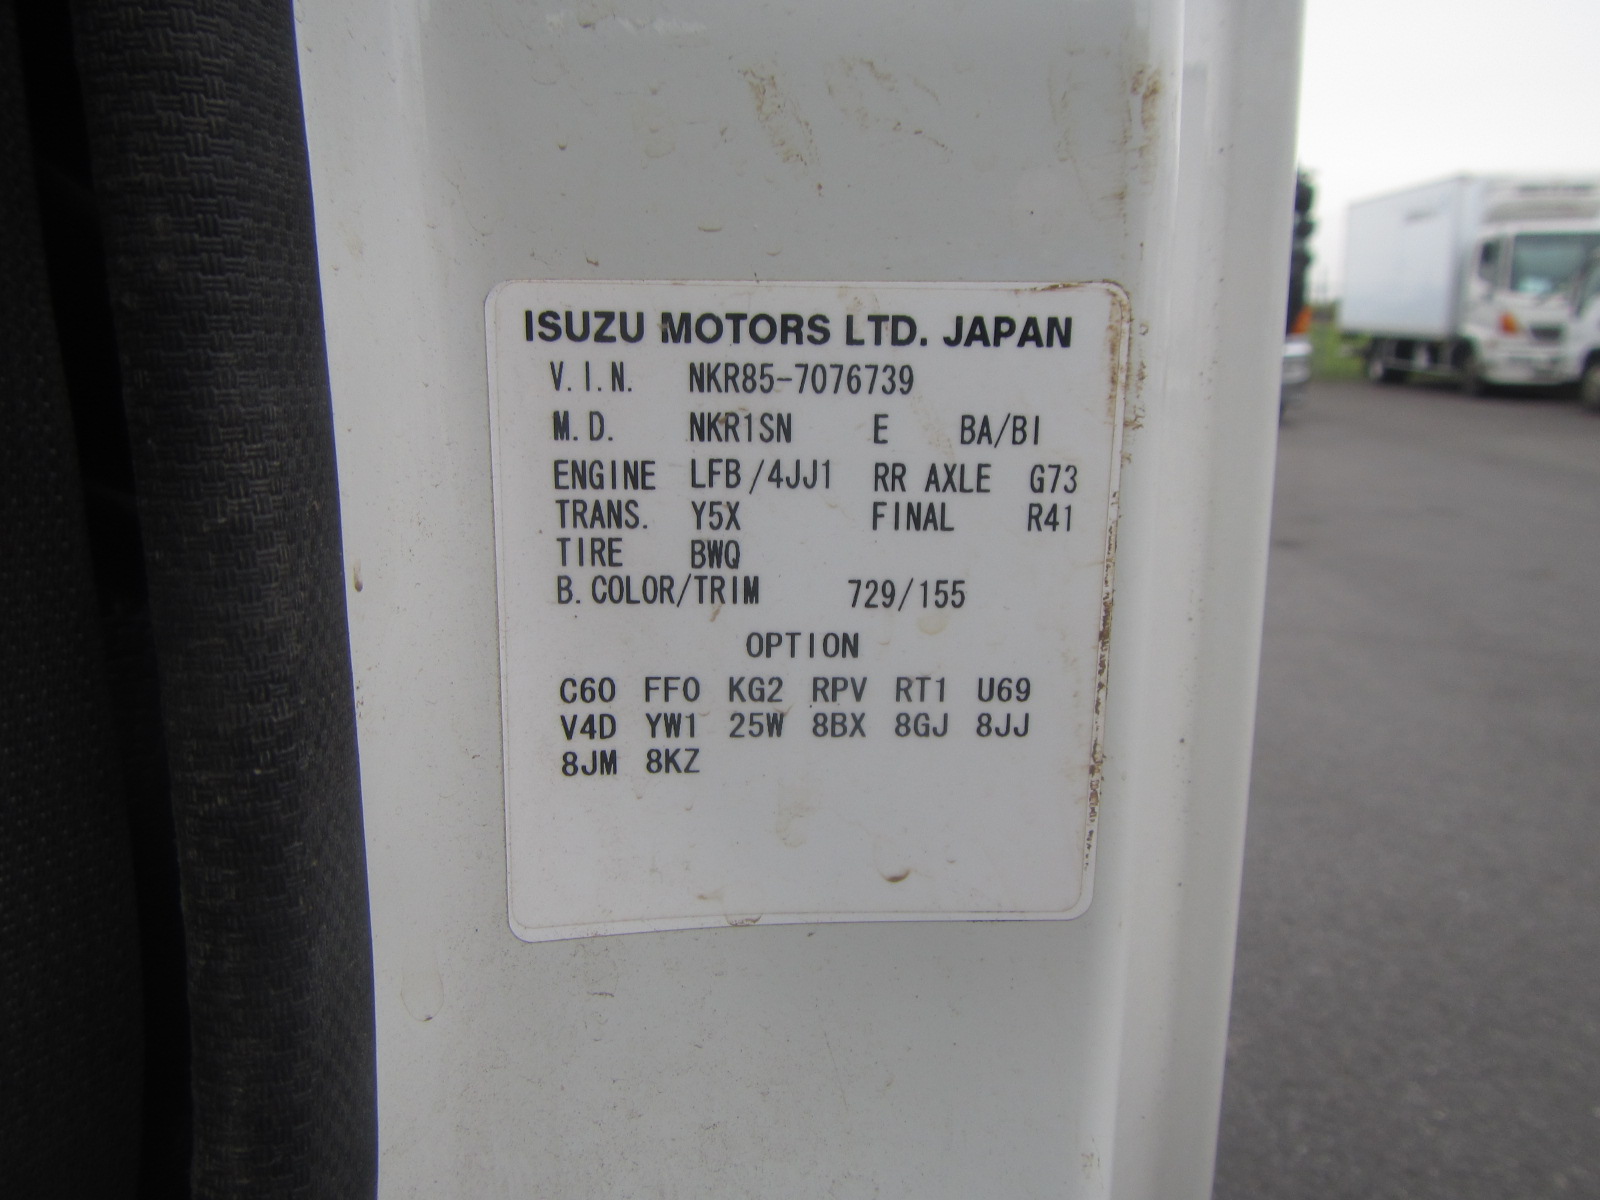 ISUZU MOTORS LTD. JAPAN
V.I.N. NKR85-7076739
M.D. NKR1SN E BA/BI
ENGINE LFB/4JJ1 RR AXLE G73
TRANS. Y5X FINAL R41
TIRE BWQ
B.COLOR/TRIM 729/155
OPTION
C60 FF0 KG2 RPV RT1 U69
V4D YW1 25W 8BX 8GJ 8JJ
8JM 8KZ